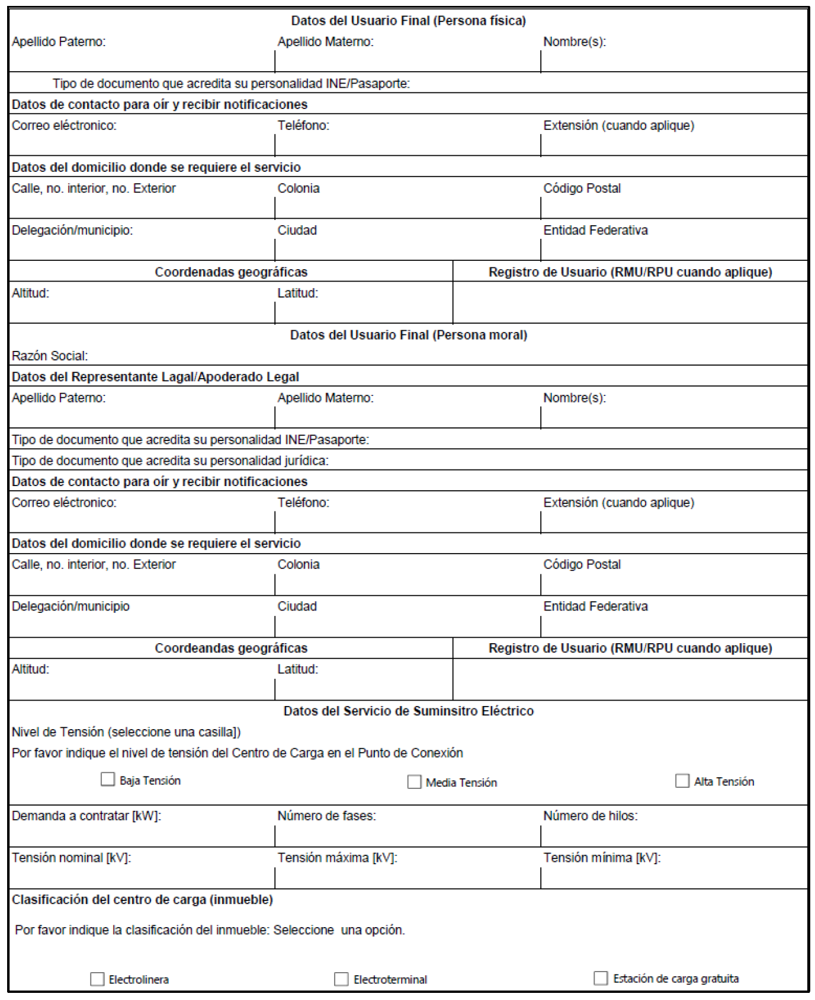 Datos del Usuario Final (Persona física)
Apellido Paterno: Apellido Materno: Nombre(s):
Tipo de documento que acredita su personalidad INE/Pasaporte:
Datos de contacto para oír y recibir notificaciones
Correo eléctronico: Teléfono: Extensión (cuando aplique)
Datos del domicilio donde se requiere el servicio
Calle, no. interior, no. Exterior Colonia Código Postal
Delegación/municipio: Ciudad Entidad Federativa
Coordenadas geográficas Registro de Usuario (RMU/RPU cuando aplique)
Altitud: Latitud:
Datos del Usuario Final (Persona moral)
Razón Social:
Datos del Representante Lagal/Apoderado Legal
Apellido Paterno: Apellido Materno: Nombre(s):
Tipo de documento que acredita su personalidad INE/Pasaporte:
Tipo de documento que acredita su personalidad jurídica:
Datos de contacto para oír y recibir notificaciones
Correo eléctronico: Teléfono: Extensión (cuando aplique)
Datos del domicilio donde se requiere el servicio
Calle, no. interior, no. Exterior Colonia Código Postal
Delegación/municipio Ciudad Entidad Federativa
Coordeandas geográficas Registro de Usuario (RMU/RPU cuando aplique)
Altitud: Latitud:
Datos del Servicio de Suminsitro Eléctrico
Nivel de Tensión (seleccione una casilla])
Por favor indique el nivel de tensión del Centro de Carga en el Punto de Conexión
Baja Tensión Media Tensión Alta Tensión
Demanda a contratar [kW]: Número de fases: Número de hilos:
Tensión nominal [kV]: Tensión máxima [kV]: Tensión mínima [kV]:
Clasificación del centro de carga (inmueble)
Por favor indique la clasificación del inmueble: Seleccione una opción.
Electrolinera Electroterminal Estación de carga gratuita